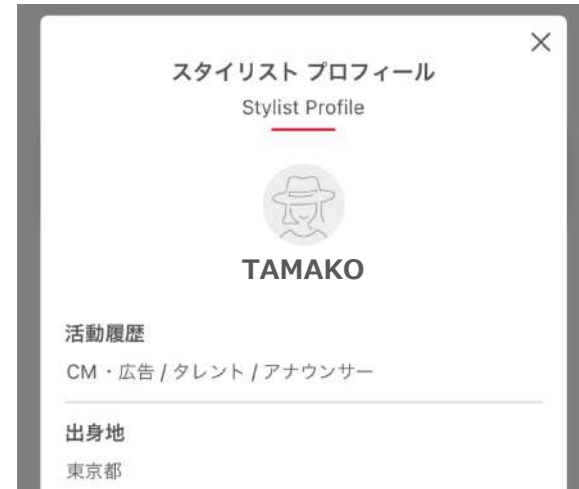 スタイリスト プロフィール
Stylist Profile
TAMAKO
活動履歴
CM・広告 / タレント / アナウンサー
出身地
東京都